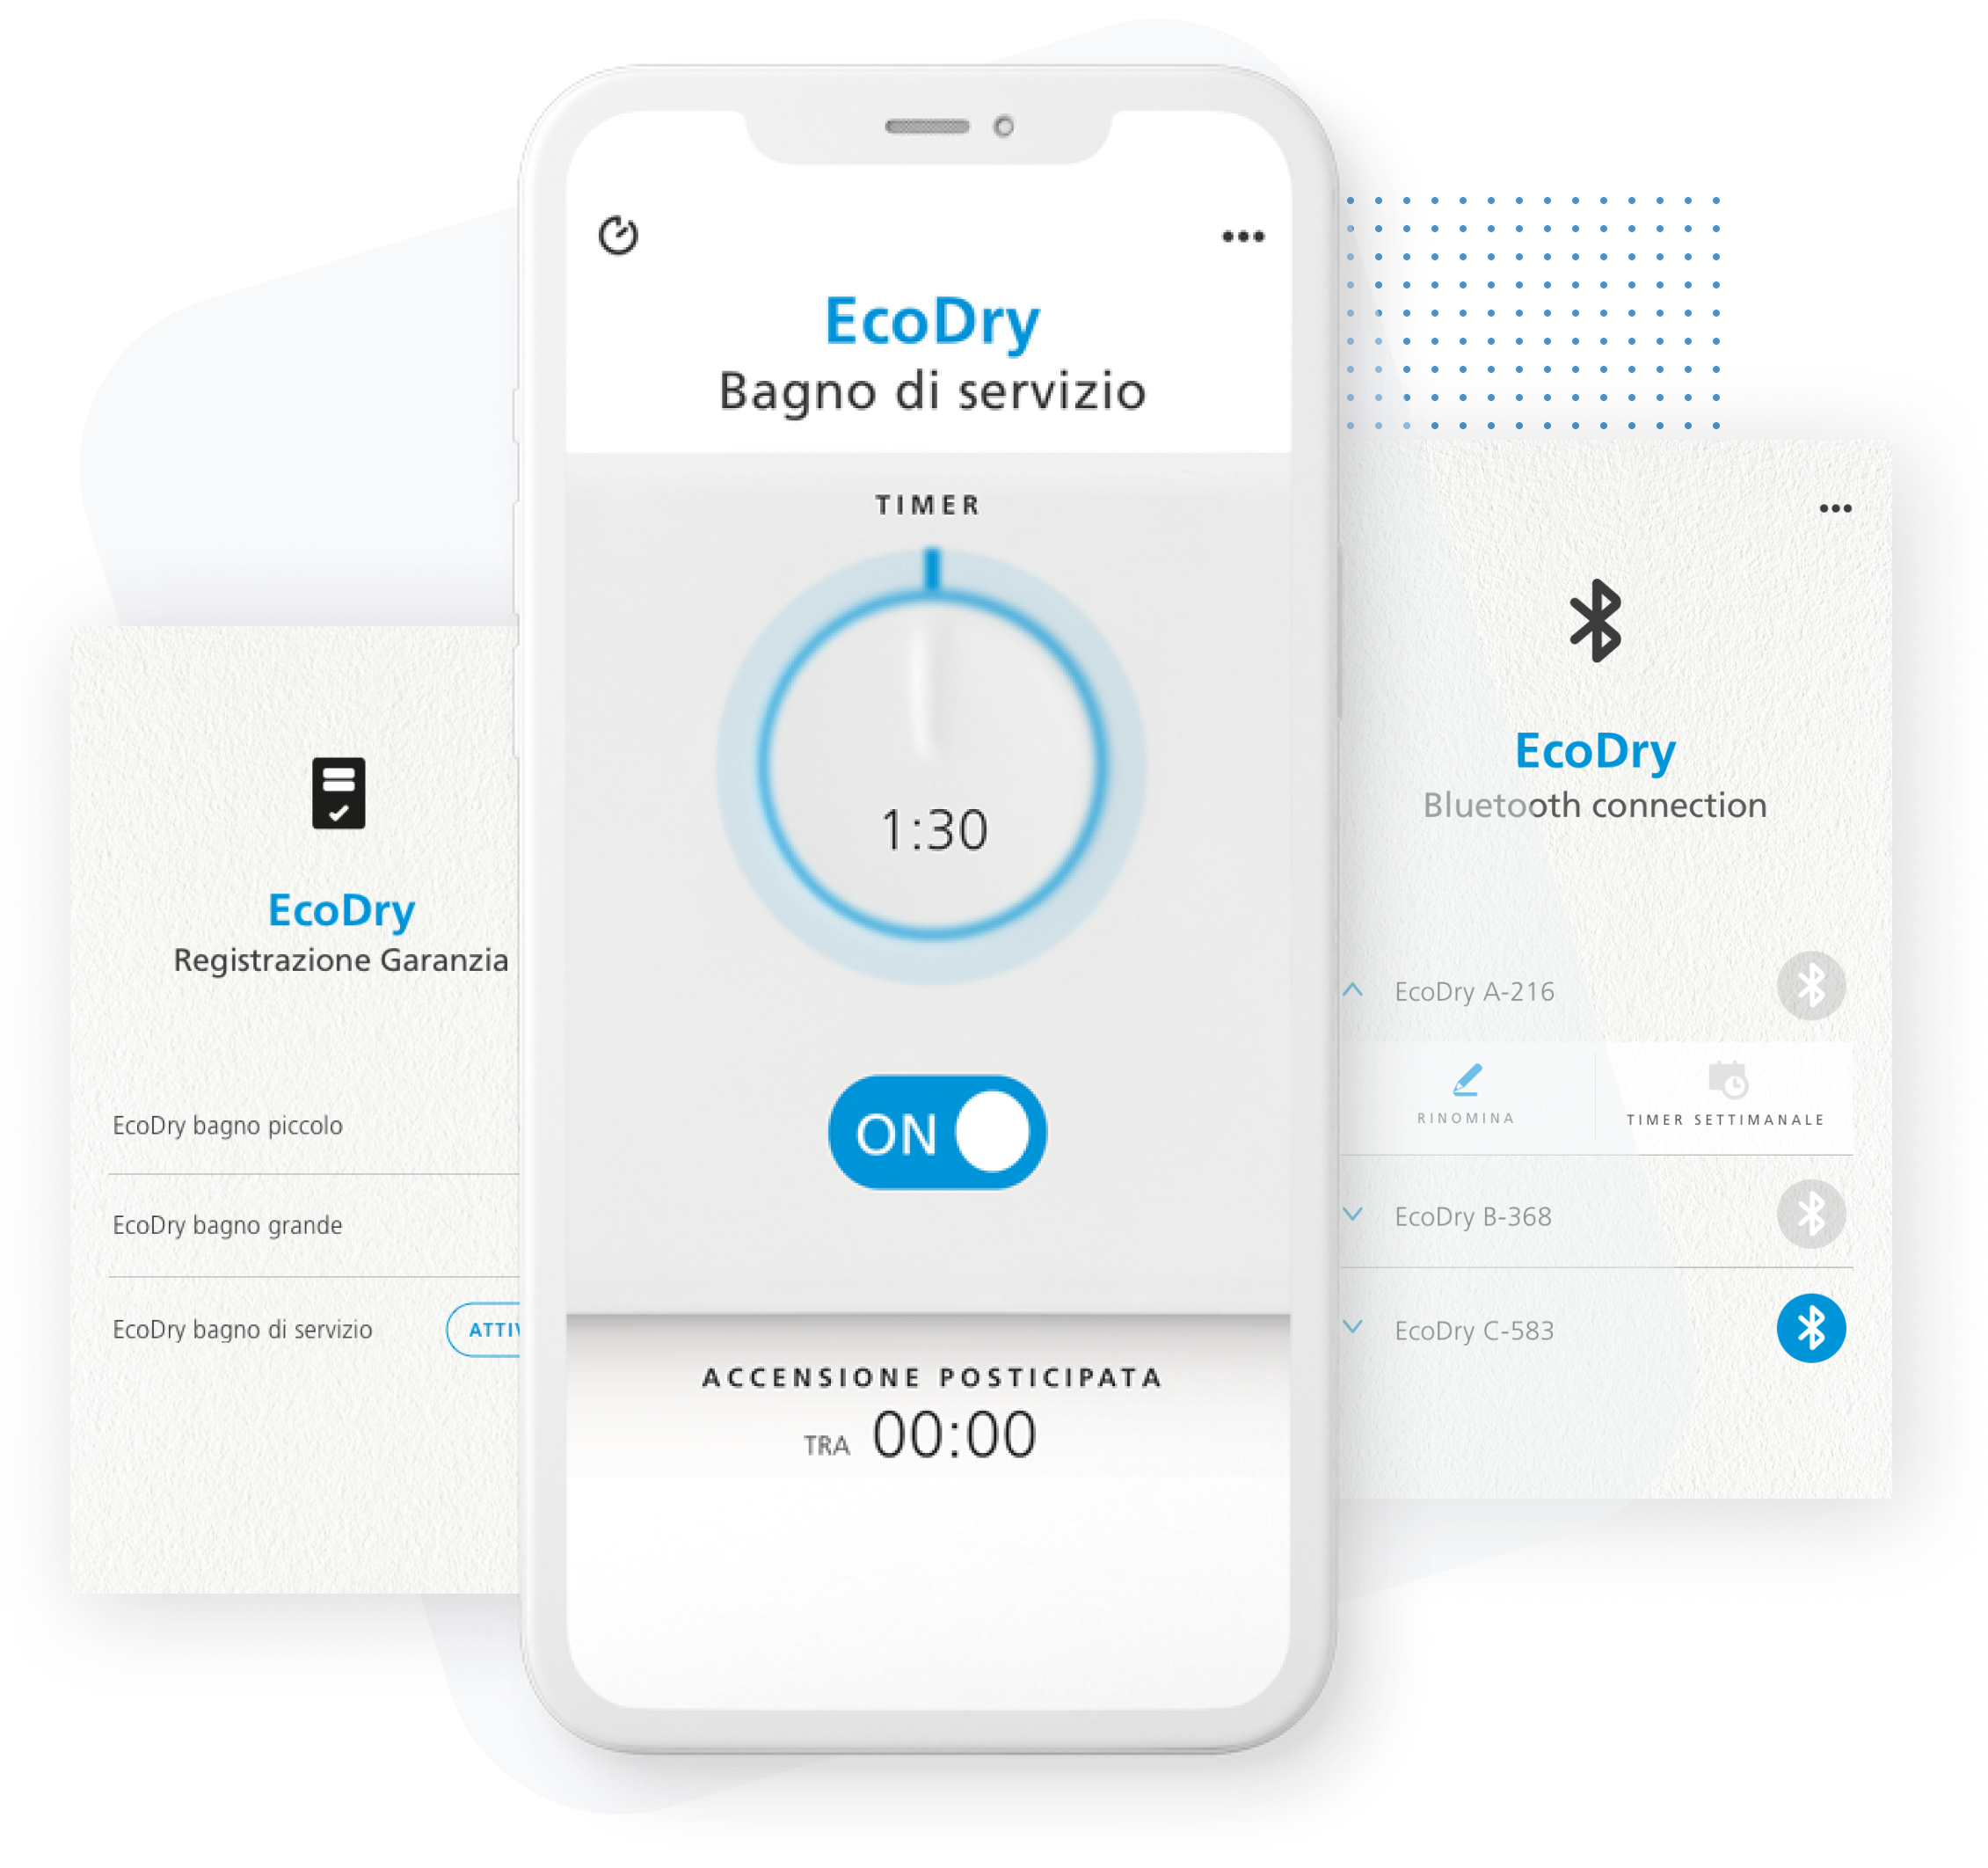 EcoDry
Bagno di servizio
TIMER
1:30
ON
ACCENSIONE POSTICIPATA
TRA 00:00
EcoDry
Registrazione Garanzia
EcoDry bagno piccolo
EcoDry bagno grande
EcoDry bagno di servizio
EcoDry
Bluetooth connection
EcoDry A-216
RINOMINA
TIMER SETTIMANALE
EcoDry B-368
EcoDry C-583